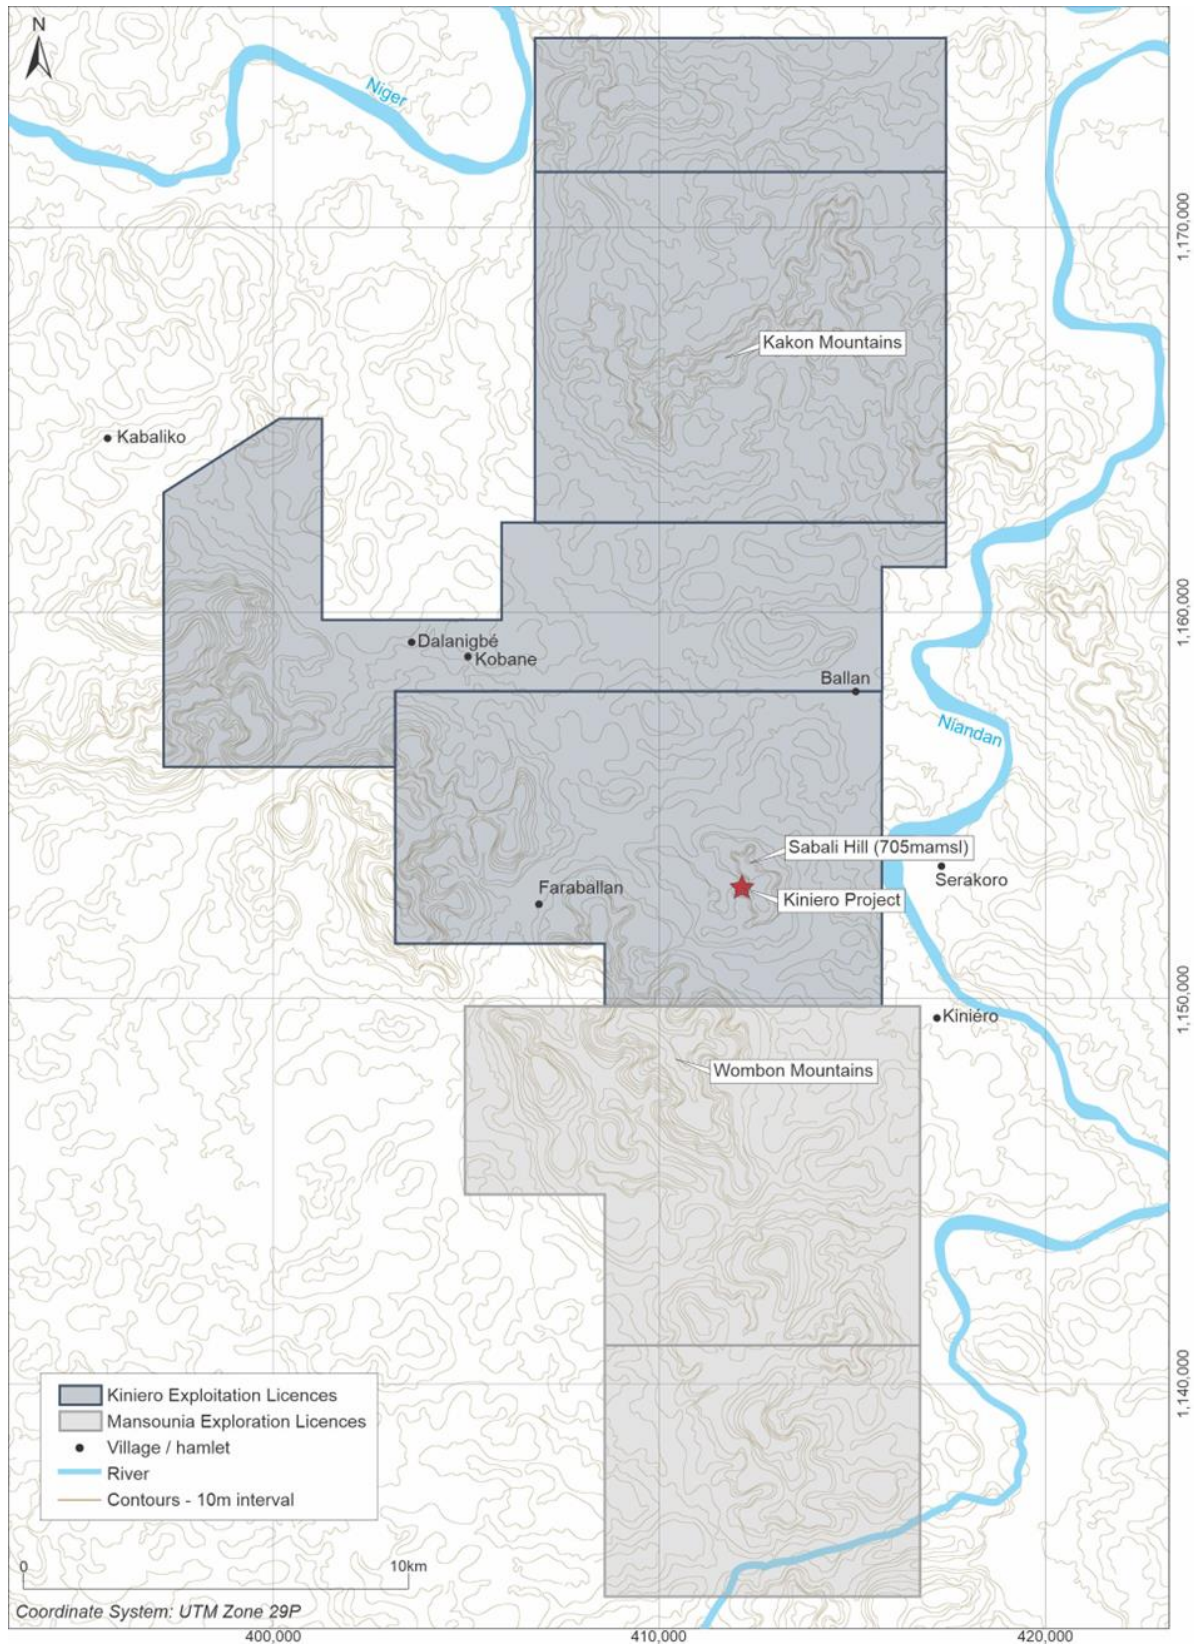 N
Niger
1,170,000
Kakon Mountains
Kabaliko
1,160,000
Dalanigbé
Kobane
Ballan
Niandan
Sabali Hill (705mamsl)
Serakoro
Faraballan
Kiniero Project
1,150,000
Kiniéro
Wombon Mountains
1,140,000
Kiniero Exploitation Licences
Mansounia Exploration Licences
Village / hamlet
River
Contours - 10m interval
0 10km
Coordinate System: UTM Zone 29P
400,000 410,000 420,000